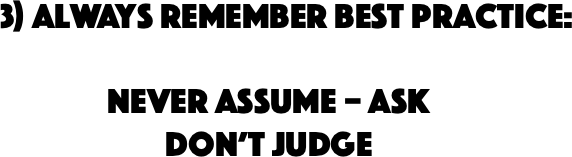 3) ALWAYS REMEMBER BEST PRACTICE:
NEVER ASSUME – ASK
DON'T JUDGE